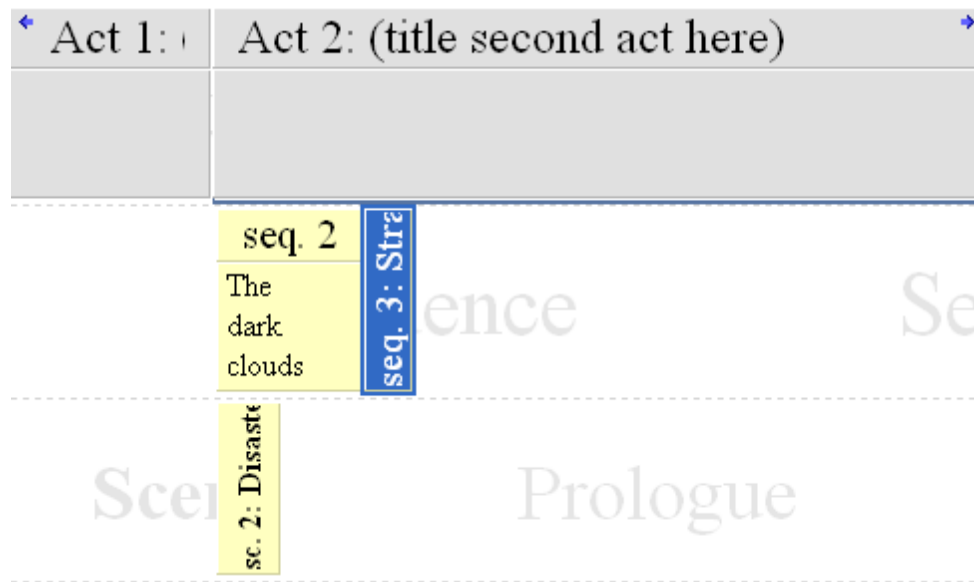 Act 1: (
Act 2: (title second act here)
seq. 2
The
dark
clouds
seq. 3: Stra
ence
Se
sc. 2: Disaste
Scen
Prologue